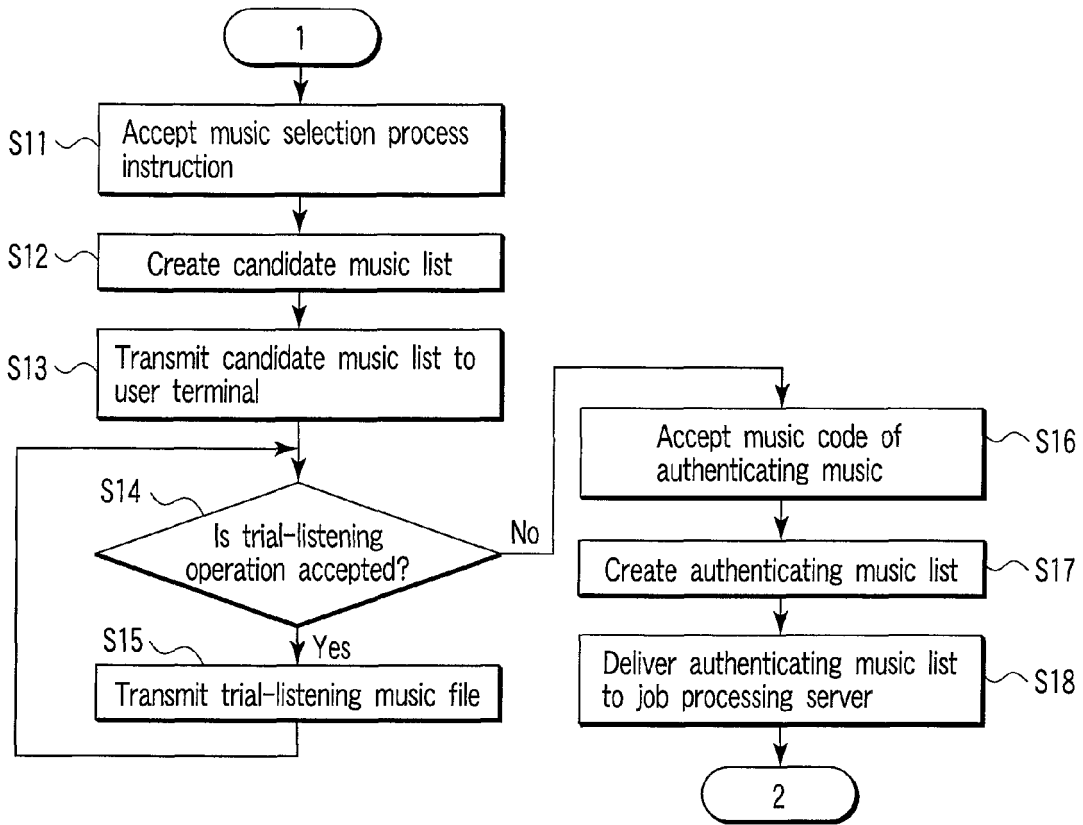 1
S11
Accept music selection process
instruction
S12
Create candidate music list
S13
Transmit candidate music list to
user terminal
S14
Is trial-listening
operation accepted?
No
S15
Yes
Transmit trial-listening music file
Accept music code of
authenticating music
S16
Create authenticating music list
S17
Deliver authenticating music list
to job processing server
S18
2